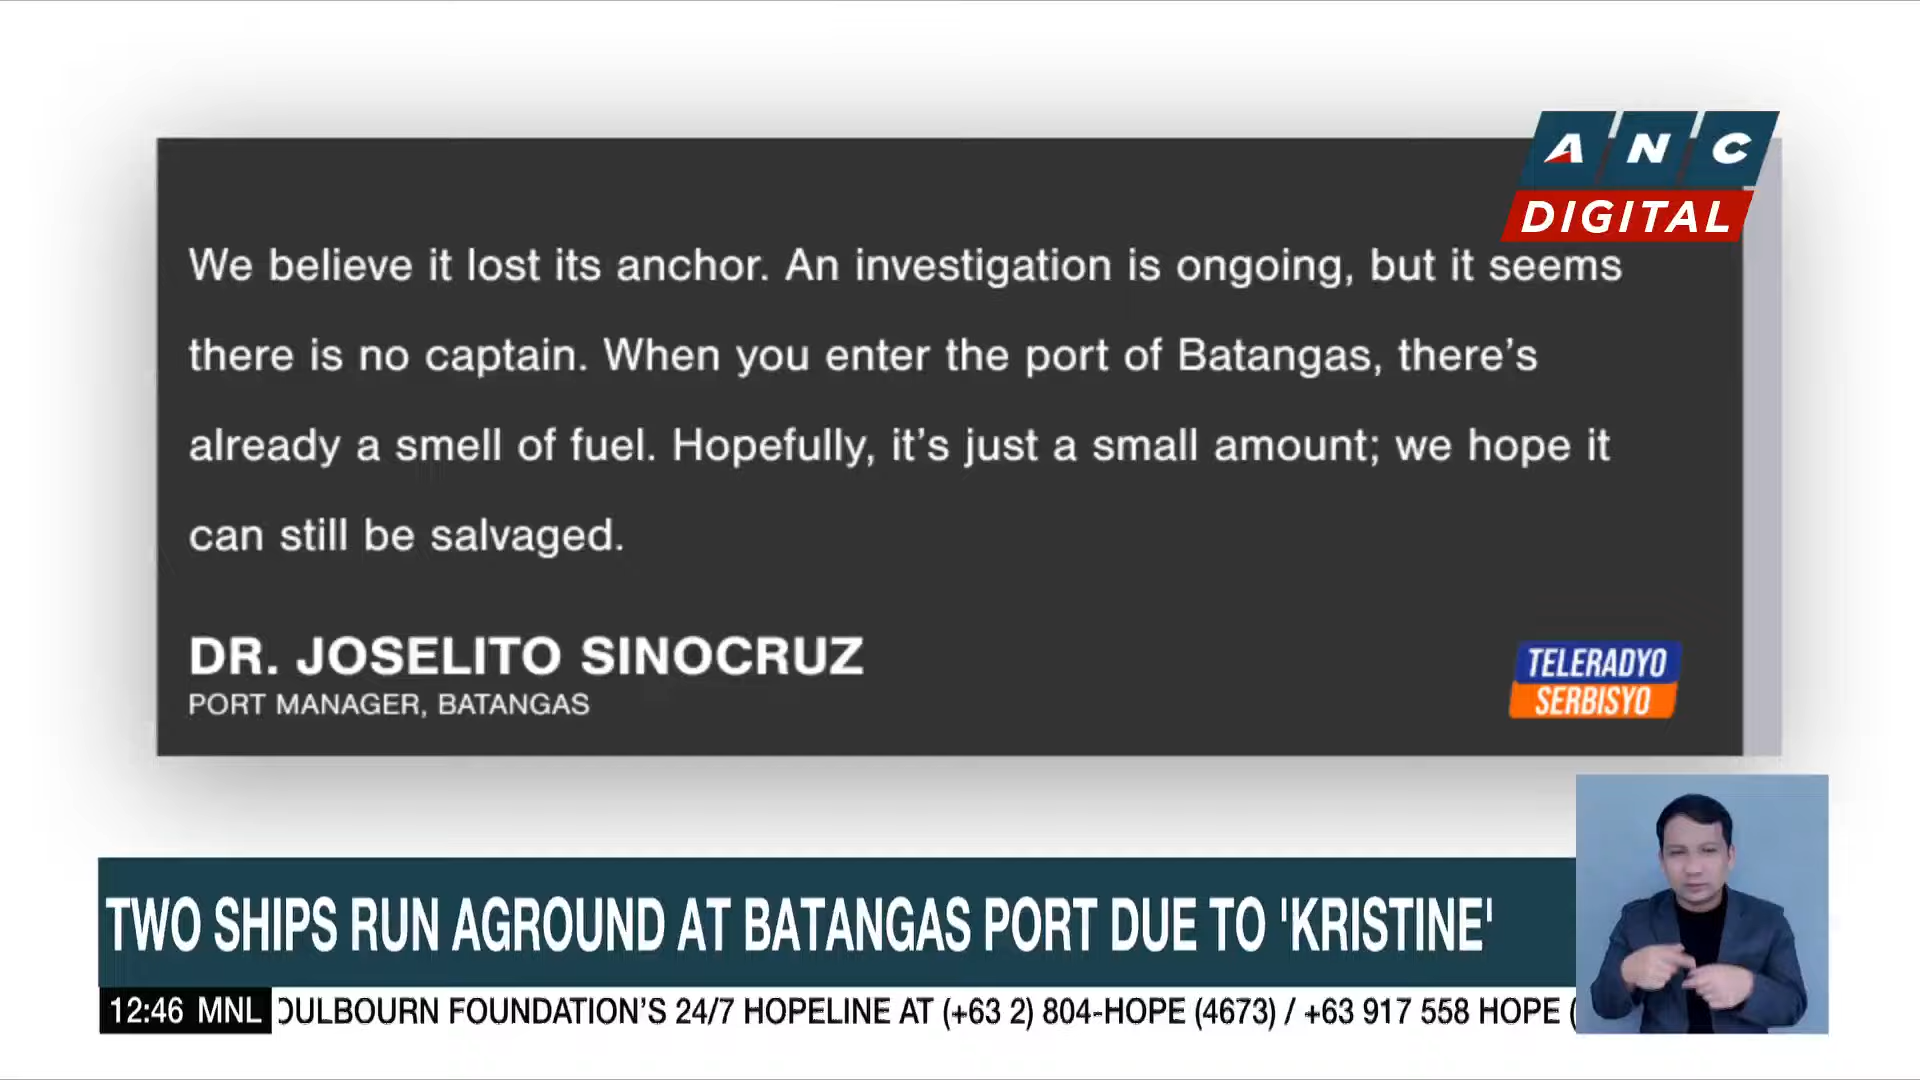 ANC
DIGITAL
We believe it lost its anchor. An investigation is ongoing, but it seems
there is no captain. When you enter the port of Batangas, there's
already a smell of fuel. Hopefully, it's just a small amount; we hope it
can still be salvaged.
DR. JOSELITO SINOCRUZ
PORT MANAGER, BATANGAS
TELERADYO
SERBISYO
TWO SHIPS RUN AGROUND AT BATANGAS PORT DUE TO 'KRISTINE'
12:46 MNL FOUNDATION'S 24/7 HOPELINE AT (+63 2) 804-HOPE (4673) / +63 917 558 HOPE (